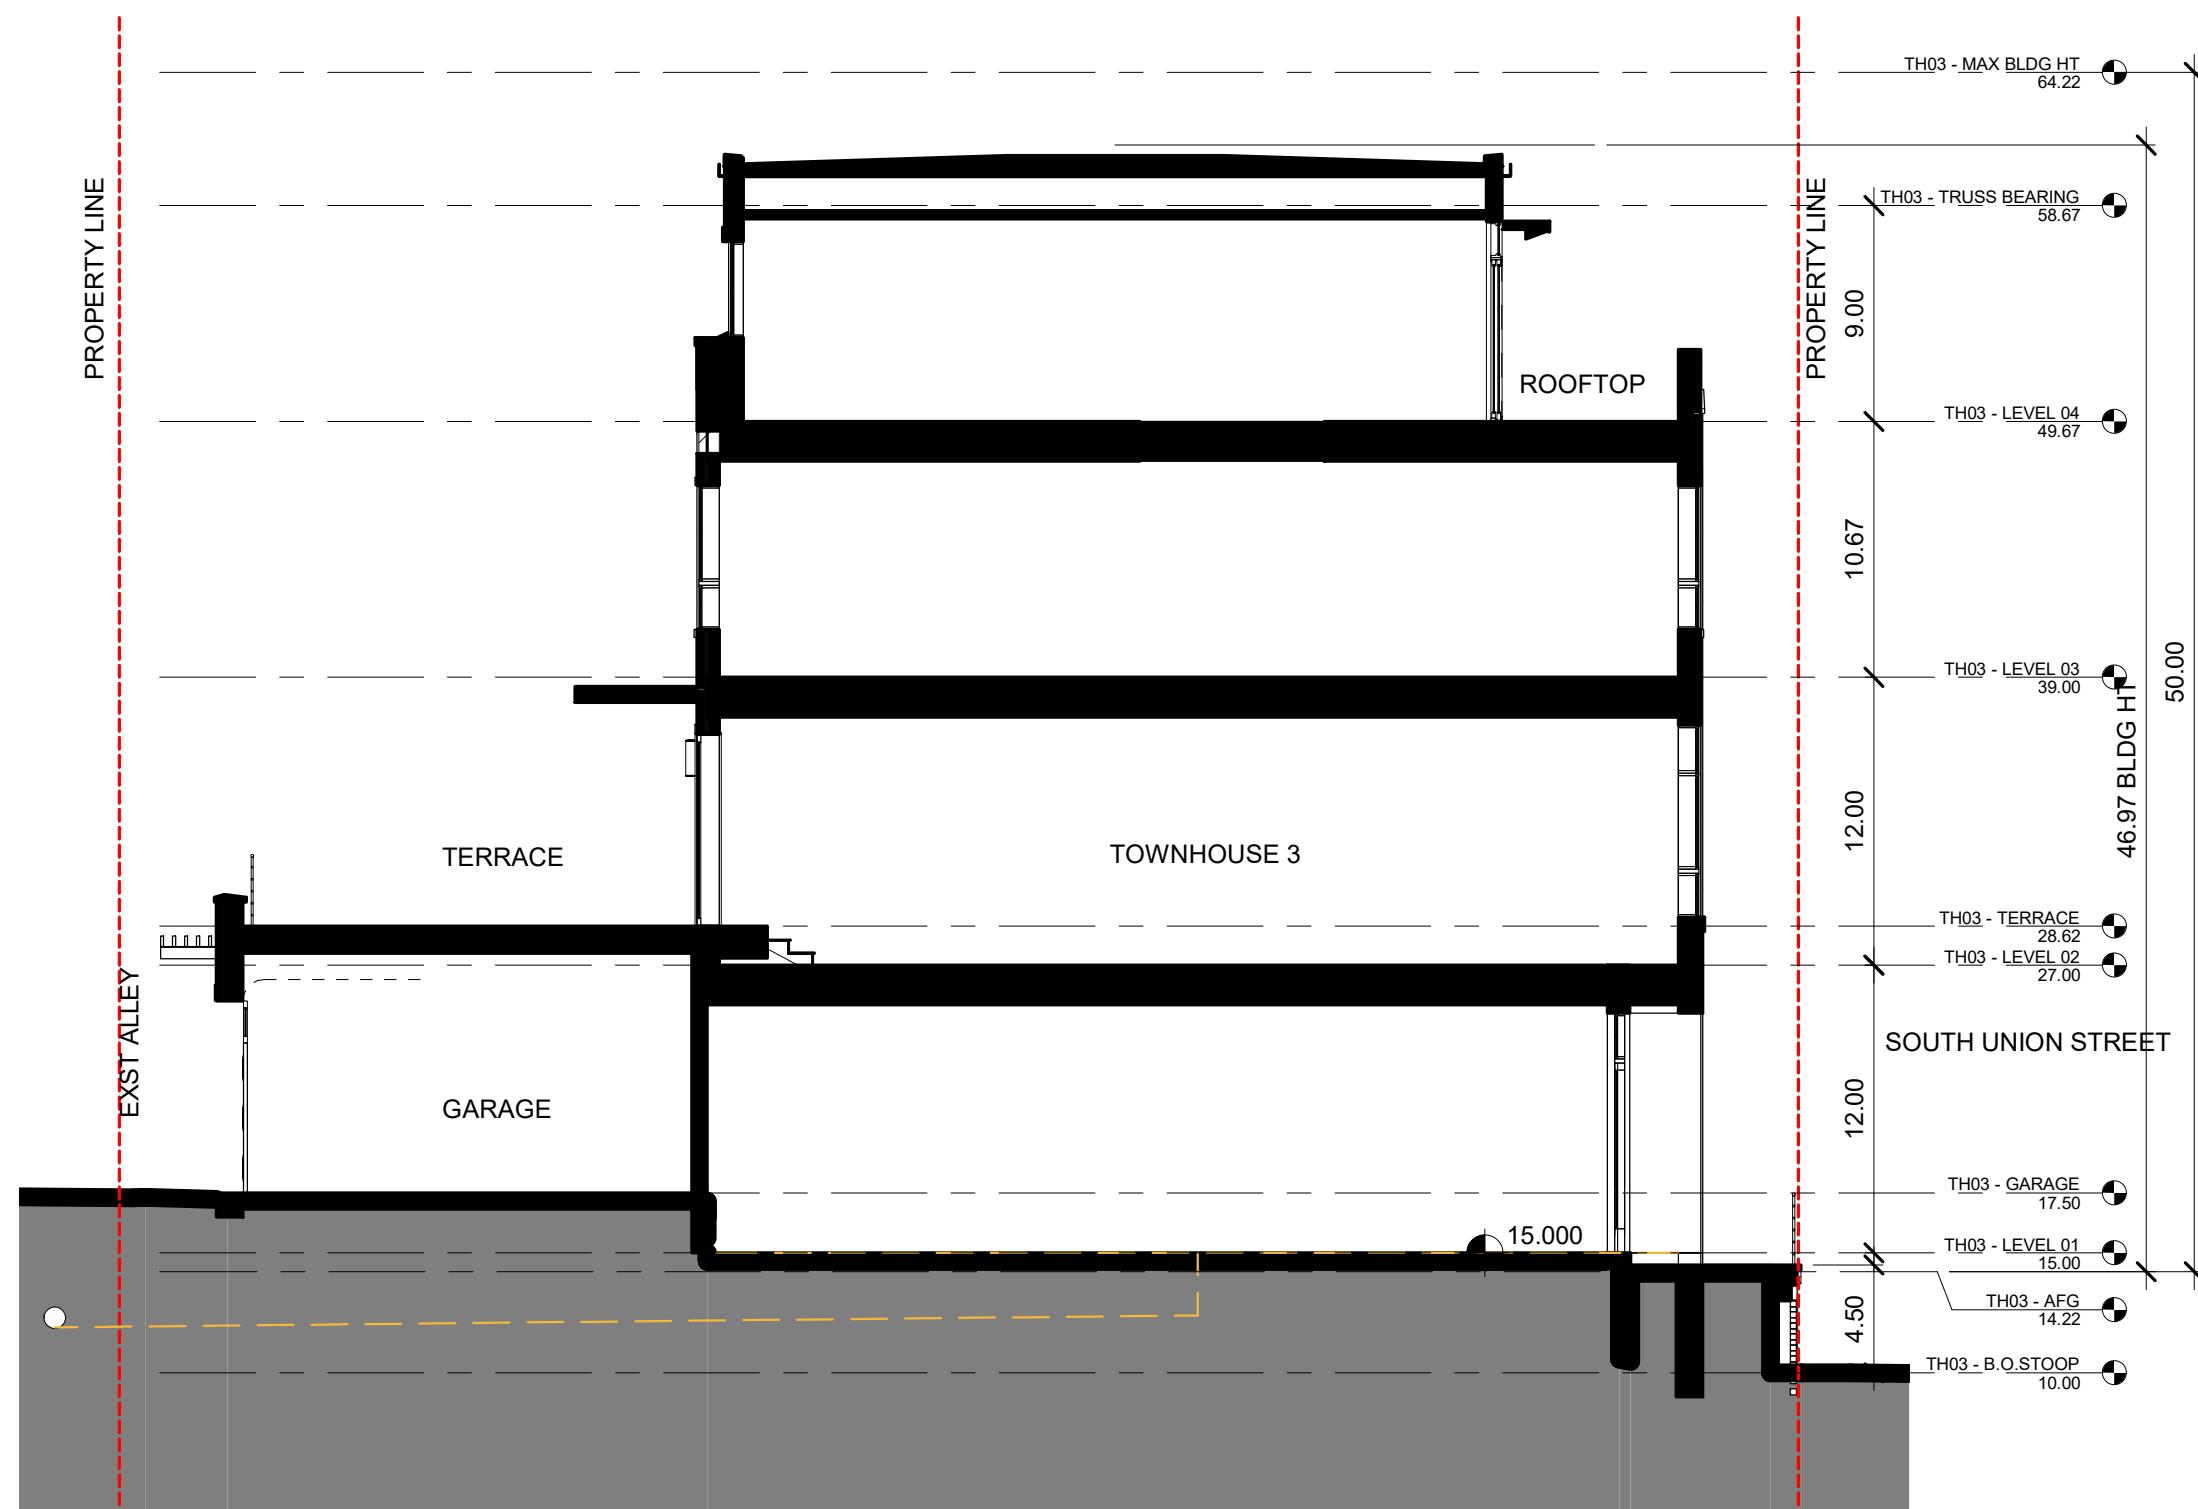 TH03 - MAX BLDG HT
64.22
PROPERTY LINE
PROPERTY LINE
TH03 - TRUSS BEARING
58.67
9.00
ROOFTOP
TH03 - LEVEL 04
49.67
10.67
TH03 - LEVEL 03
39.00
50.00
46.97 BLDG HT
12.00
TERRACE
TOWNHOUSE 3
TH03 - TERRACE
28.62
TH03 - LEVEL 02
27.00
EXST ALLEY
SOUTH UNION STREET
GARAGE
12.00
TH03 - GARAGE
17.50
15.000
TH03 - LEVEL 01
15.00
TH03 - AFG
14.22
4.50
TH03 - B.O.STOOP
10.00